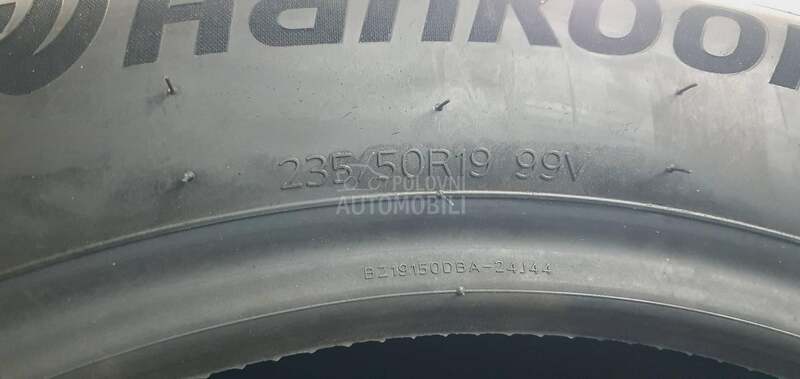 Hankook
235/50R19 99V
POLOVNI
AUTOMOBILI
BZ19150DBA-24J44